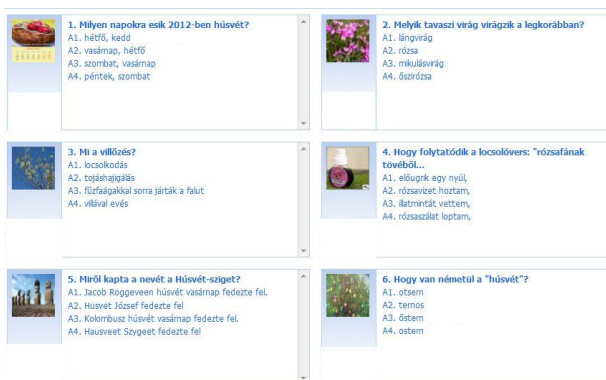 1. Milyen napokra esik 2012-ben húsvét?
A1. hétfő, kedd
A2. vasárnap, hétfő
A3. szombat, vasárnap
A4. péntek, szombat
2. Melyik tavaszi virág virágzik a legkorábban?
A1. lángvirág
A2. rózsa
A3. mikulásvirág
A4. őszirózsa
3. Mi a villőzés?
A1. locsolkodás
A2. tojáshajigálás
A3. fűzfaágakkal sorra járták a falut
A4. villával evés
4. Hogy folytatódik a locsolóvers: "rózsafának
tövéből...
A1. előugrik egy nyúl,
A2. rózsavizet hoztam,
A3. illatmintát vettem,
A4. rózsaszálat loptam,
5. Miről kapta a nevét a Húsvét-sziget?
A1. Jacob Roggeveen húsvét vasárnap fedezte fel.
A2. Husvét József fedezte fel
A3. Kolombusz húsvét vasárnap fedezte fel.
A4. Hausveet Szygeet fedezte fel
6. Hogy van németül a "húsvét"?
A1. otsern
A2. ternos
A3. östern
A4. ostern